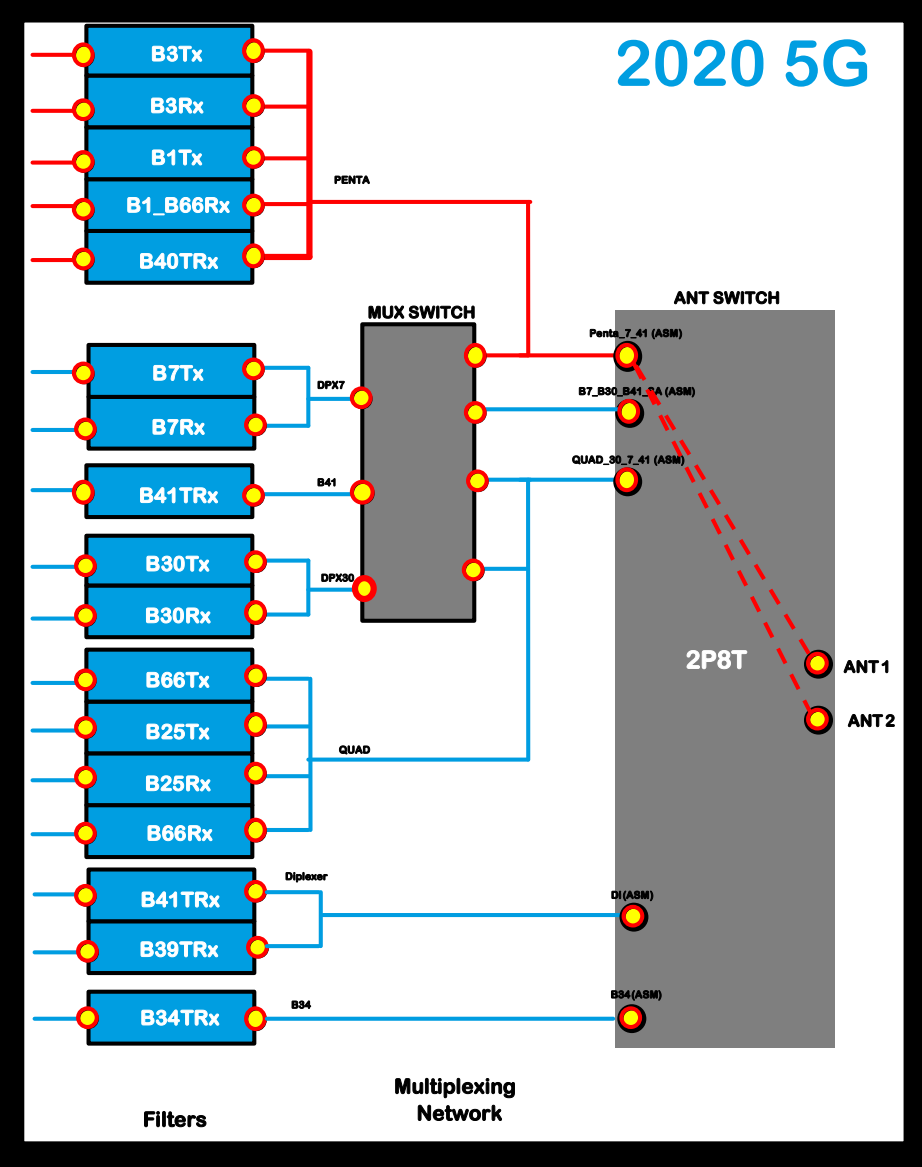 2020 5G
B3Tx
B3Rx
B1Tx
B1_B66Rx
B40TRx
PENTA
MUX SWITCH
ANT SWITCH
Penta_7_41 (ASM)
B7Tx
B7Rx
DPX7
B7_B30_B41_SA (ASM)
B41TRx
B41
QUAD_30_7_41 (ASM)
B30Tx
B30Rx
DPX30
B66Tx
B25Tx
B25Rx
B66Rx
QUAD
2P8T
ANT 1
ANT 2
B41TRx
B39TRx
Diplexer
DI(ASM)
B34TRx
B34
B34(ASM)
Filters
Multiplexing
Network